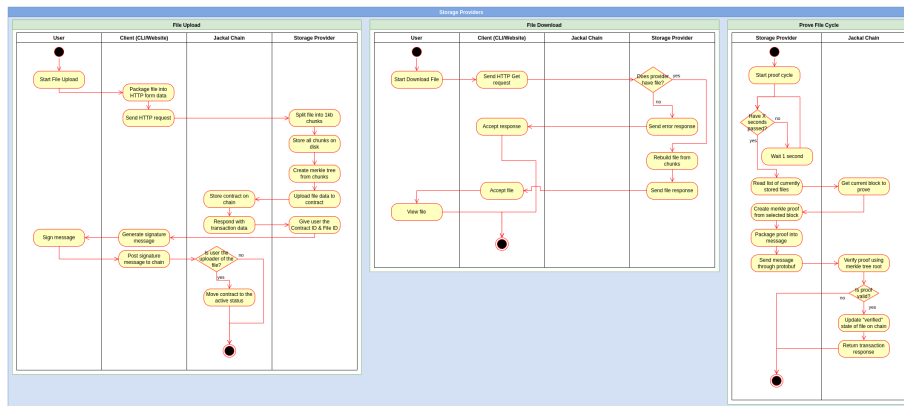 Storage Providers
File Upload
User
Client (CLI/Website)
Jackal Chain
Storage Provider
Start File Upload
Package file into
HTTP form data
Send HTTP request
Split file into 1kb
chunks
Store all chunks on
disk
Create merkle tree
from chunks
Upload file data to
contract
Store contract on
chain
Respond with
transaction data
Give user the
Contract ID & File ID
Generate signature
message
Sign message
Post signature
message to chain
Is user the
uploader of the
file?
no
yes
Move contract to the
active status
File Download
User
Client (CLI/Website)
Jackal Chain
Storage Provider
Start Download File
Send HTTP Get
request
Does provider
have file?
yes
no
Send error response
Accept response
Rebuild file from
chunks
Send file response
Accept file
View file
Prove File Cycle
Storage Provider
Jackal Chain
Start proof cycle
Have X
seconds
passed?
no
yes
Wait 1 second
Read list of currently
stored files
Get current block to
prove
Create merkle proof
from selected block
Package proof into
message
Send message
through protobuf
Verify proof using
merkle tree root
Is proof
valid?
no
yes
Update "verified"
state of file on chain
Return transaction
response